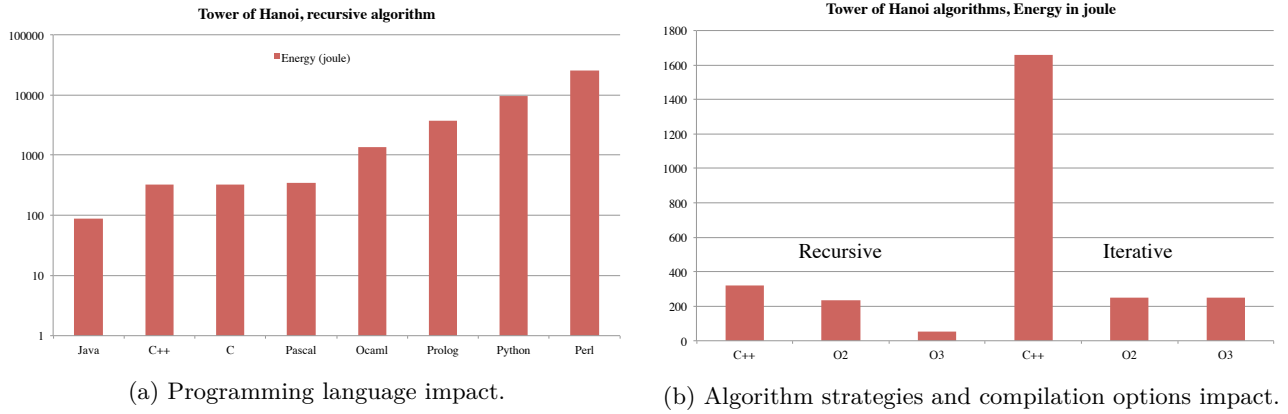 Tower of Hanoi, recursive algorithm
100000
Energy (joule)
10000
1000
100
10
1
Java C++ C Pascal Ocaml Prolog Python Perl
(a) Programming language impact.
Tower of Hanoi algorithms, Energy in joule
1800
1600
1400
1200
1000
800
600
Recursive Iterative
400
200
0
C++ O2 O3 C++ O2 O3
(b) Algorithm strategies and compilation options impact.